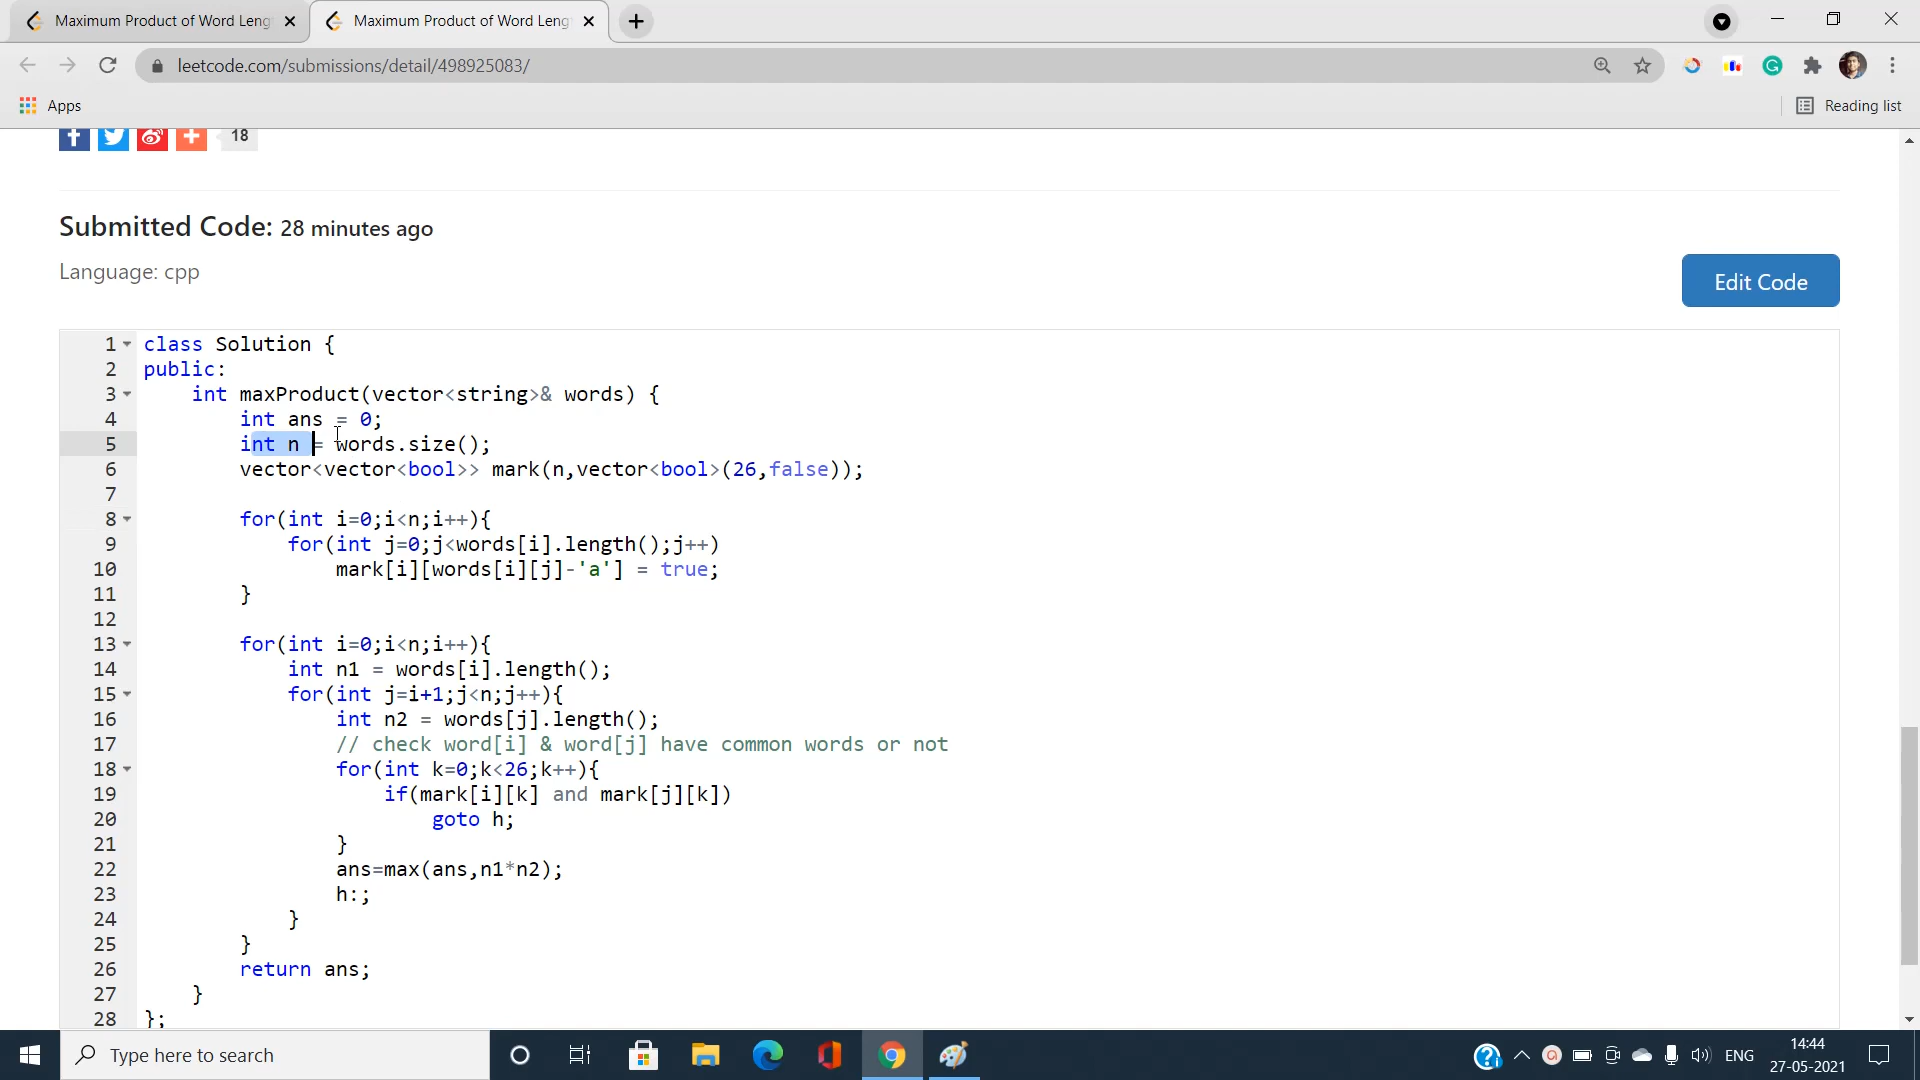 Maximum Product of Word Leng
Maximum Product of Word Leng
leetcode.com/submissions/detail/498925083/
Apps
Reading list
18
Submitted Code: 28 minutes ago
Language: cpp
Edit Code
1 class Solution {
2 public:
3 int maxProduct(vector<string>& words) {
4 int ans = 0;
5 int n = words.size();
6 vector<vector<bool>> mark(n,vector<bool>(26,false));
7
8 for(int i=0;i<n;i++){
9 for(int j=0;j<words[i].length();j++)
10 mark[i][words[i][j]-'a'] = true;
11 }
12
13 for(int i=0;i<n;i++){
14 int n1 = words[i].length();
15 for(int j=i+1;j<n;j++){
16 int n2 = words[j].length();
17 // check word[i] & word[j] have common words or not
18 for(int k=0;k<26;k++){
19 if(mark[i][k] and mark[j][k])
20 goto h;
21 }
22 ans=max(ans,n1*n2);
23 h:;
24 }
25 }
26 return ans;
27 }
28 };
Type here to search
ENG
14:44
27-05-2021